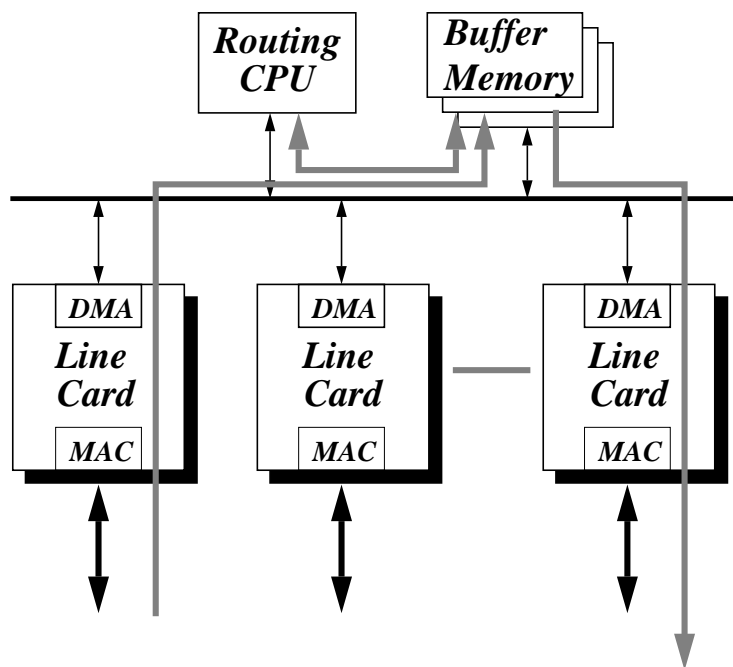 Routing
CPU
Buffer
Memory
DMA
Line
Card
MAC
DMA
Line
Card
MAC
DMA
Line
Card
MAC